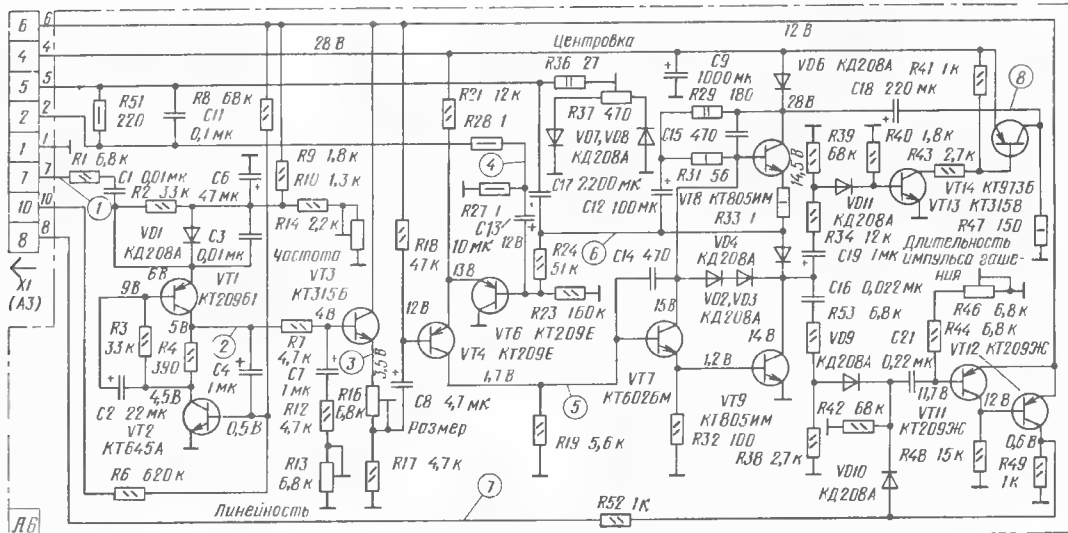 6 6
4 4
5 5
2 2
1 1
7 7
10 10
8 8
X1
(А3)
А6
28 В
Центровка
12 В
R51
220
C11
0,1 мк
R8 68 к
R1 6,8 к
C1 0,01 мк
R2 33 к
C6
47 мк
R9 1,8 к
R10 1,3 к
R14 2,2 к
Частота
VD1
КД208А
C3
0,01 мк
VT1
КТ209Б1
6 В
9 В
5 В
R3
33 к
R4
390
C4
1 мк
C2 22 мк
4,5 В
VT2
КТ645А
0,5 В
R6 620 к
1
2
3
4
5
6
7
8
R7
4,7 к
C7
1 мк
R12
4,7 к
R13
6,8 к
Линейность
VT3
КТ315Б
4 В
3,5 В
R16
6,8 к
R17 4,7 к
Размер
R18
47 к
12 В
C8 4,7 мк
VT4 КТ209Е
13 В
VT6
КТ209Е
1,7 В
R21 12 к
R28 1
R27 1
C13
10 мк
12 В
C17 2200 мк
R24
51 к
R23 160 к
R19 5,6 к
R36 27
R37 470
VD7, VD8
КД208А
C9
1000 мк
R29 180
C15
470
R31 56
C12 100 мк
VT8 КТ805ИМ
R33 1
VD6 КД208А
28 В
C18 220 мк
VD4
КД208А
VD2, VD3
КД208А
C14 470
15 В
VT7
КТ602БМ
1,2 В
14 В
VT9
КТ805ИМ
R32 100
R38 2,7 к
14,5 В
R39
68 к
R40 1,8 к
R43 2,7 к
R41 1 к
VD11
КД208А
R34 12 к
C19 1 мк
VT14 КТ973Б
VT13 КТ315В
R47 150
Длительность
импульса гаше-
ния
C16 0,022 мк
R53 6,8 к
VD9
КД208А
C21
0,22 мк
R46
6,8 к
R44 6,8 к
VT12 КТ209Ж
11,7 В
12 В
VT11
КТ209Ж
R42 68 к
VD10
КД208А
R48 15 к
0,6 В
R49
1 к
R52 1К